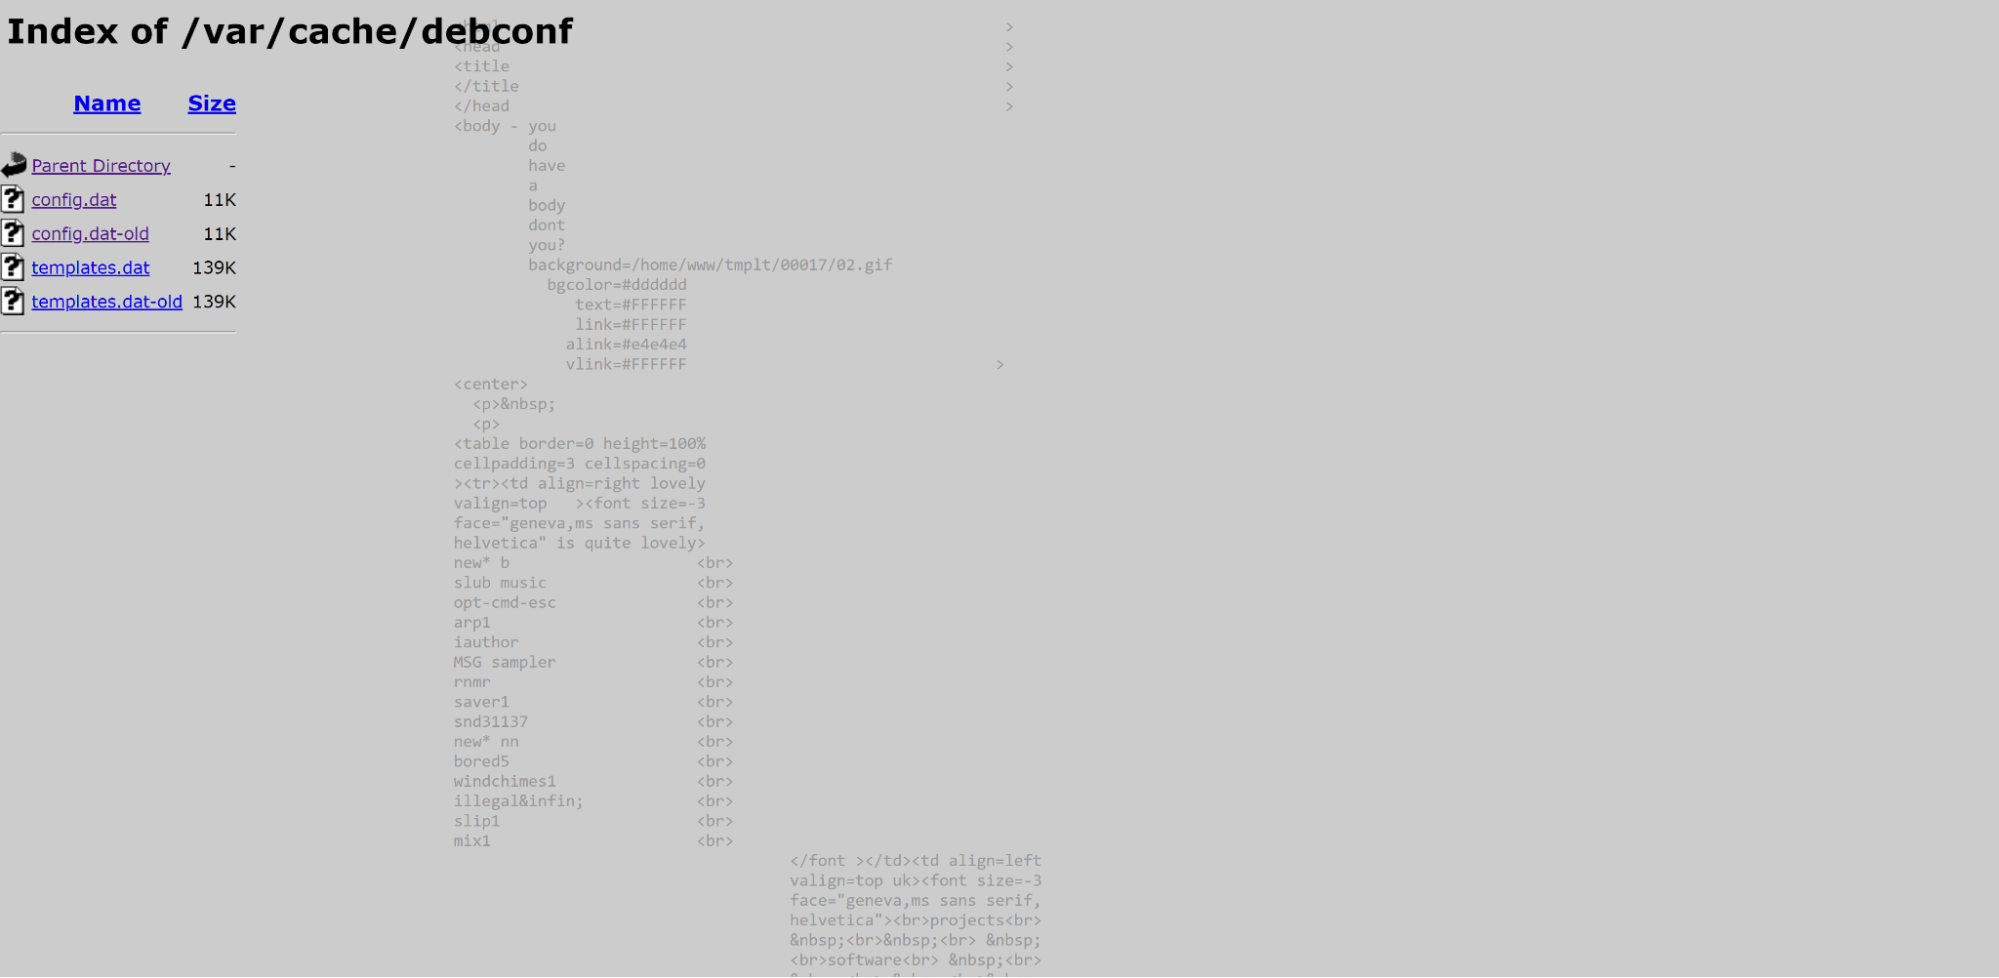 Index of /var/cache/debconf
Name Size
Parent Directory -
config.dat 11K
config.dat-old 11K
templates.dat 139K
templates.dat-old 139K
<html >
<head >
<title >
</title >
</head >
<body - you
do
have
a
body
dont
you?
background=/home/www/tmplt/00017/02.gif
bgcolor=#dddddd
text=#FFFFFF
link=#FFFFFF
alink=#e4e4e4
vlink=#FFFFFF >
<center>
<p>&nbsp;
<p>
<table border=0 height=100%
cellpadding=3 cellspacing=0
><tr><td align=right lovely
valign=top ><font size=-3
face="geneva,ms sans serif,
helvetica" is quite lovely>
new* b <br>
slub music <br>
opt-cmd-esc <br>
arp1 <br>
iauthor <br>
MSG sampler <br>
rnmr <br>
saver1 <br>
snd31137 <br>
new* nn <br>
bored5 <br>
windchimes1 <br>
illegal&infin; <br>
slip1 <br>
mix1 <br>
</font ></td><td align=left
valign=top uk><font size=-3
face="geneva,ms sans serif,
helvetica"><br>projects<br>
&nbsp;<br>&nbsp;<br> &nbsp;
<br>software<br> &nbsp;<br>